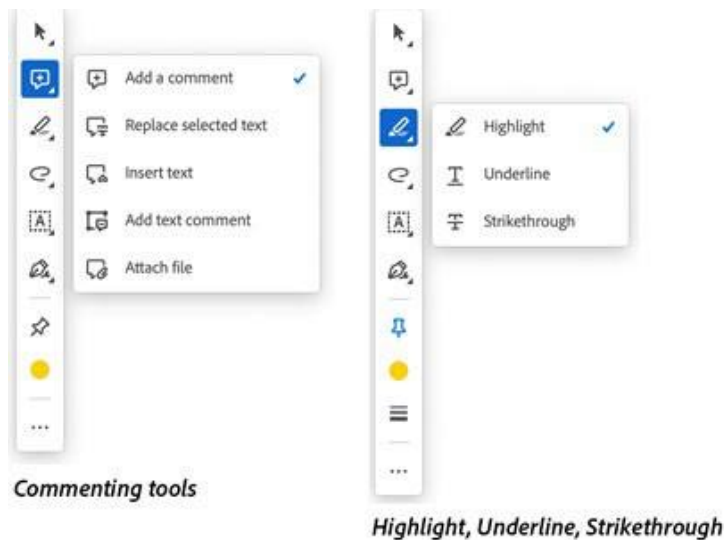 Add a comment
Replace selected text
Insert text
Add text comment
Attach file
A
Commenting tools
Highlight
Underline
Strikethrough
A
Highlight, Underline, Strikethrough